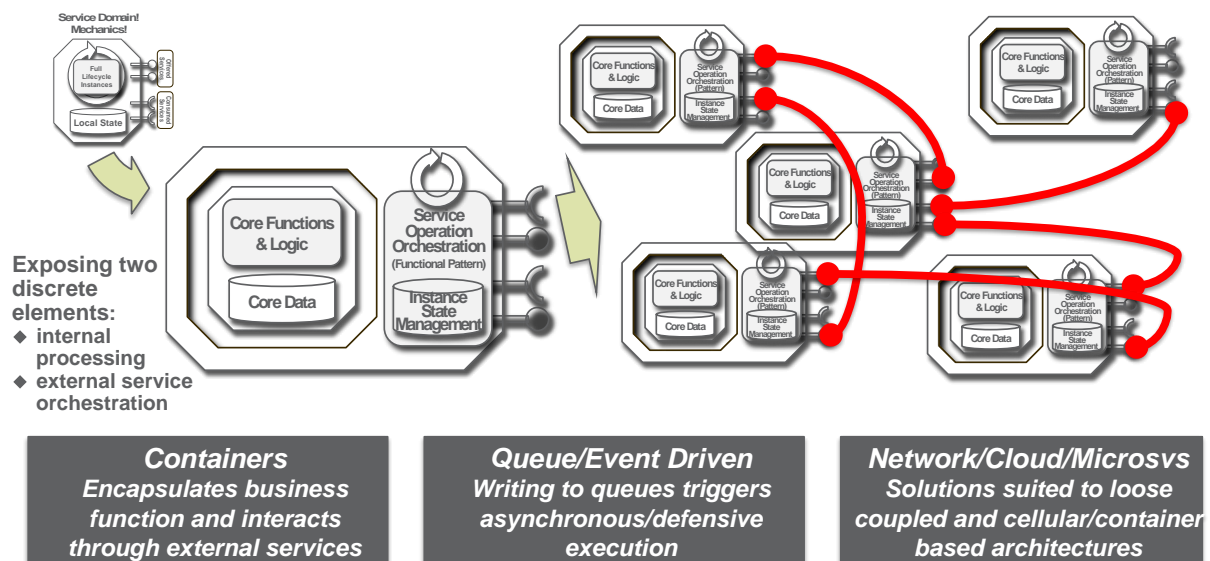 Service Domain!
Mechanics!
Full
Lifecycle
Instances
Local State
Offered
Services
Consumed
Services
Exposing two
discrete
elements:
◆ internal
processing
◆ external service
orchestration
Core Functions
& Logic
Core Data
Service
Operation
Orchestration
(Functional Pattern)
Instance
State
Management
Core Functions
& Logic
Core Data
Service
Operation
Orchestration
(Pattern)
Instance
State
Management
Service
Operation
Orchestration
(Pattern)
Instance
State
Management
Core Functions
& Logic
Core Data
Core Functions
& Logic
Core Data
Service
Operation
Orchestration
(Pattern)
Instance
State
Management
Core Functions
& Logic
Core Data
Service
Operation
Orchestration
(Pattern)
Instance
State
Management
Core Functions
& Logic
Core Data
Service
Operation
Orchestration
(Pattern)
Instance
State
Management
Containers
Encapsulates business
function and interacts
through external services
Queue/Event Driven
Writing to queues triggers
asynchronous/defensive
execution
Network/Cloud/Microsvs
Solutions suited to loose
coupled and cellular/container
based architectures